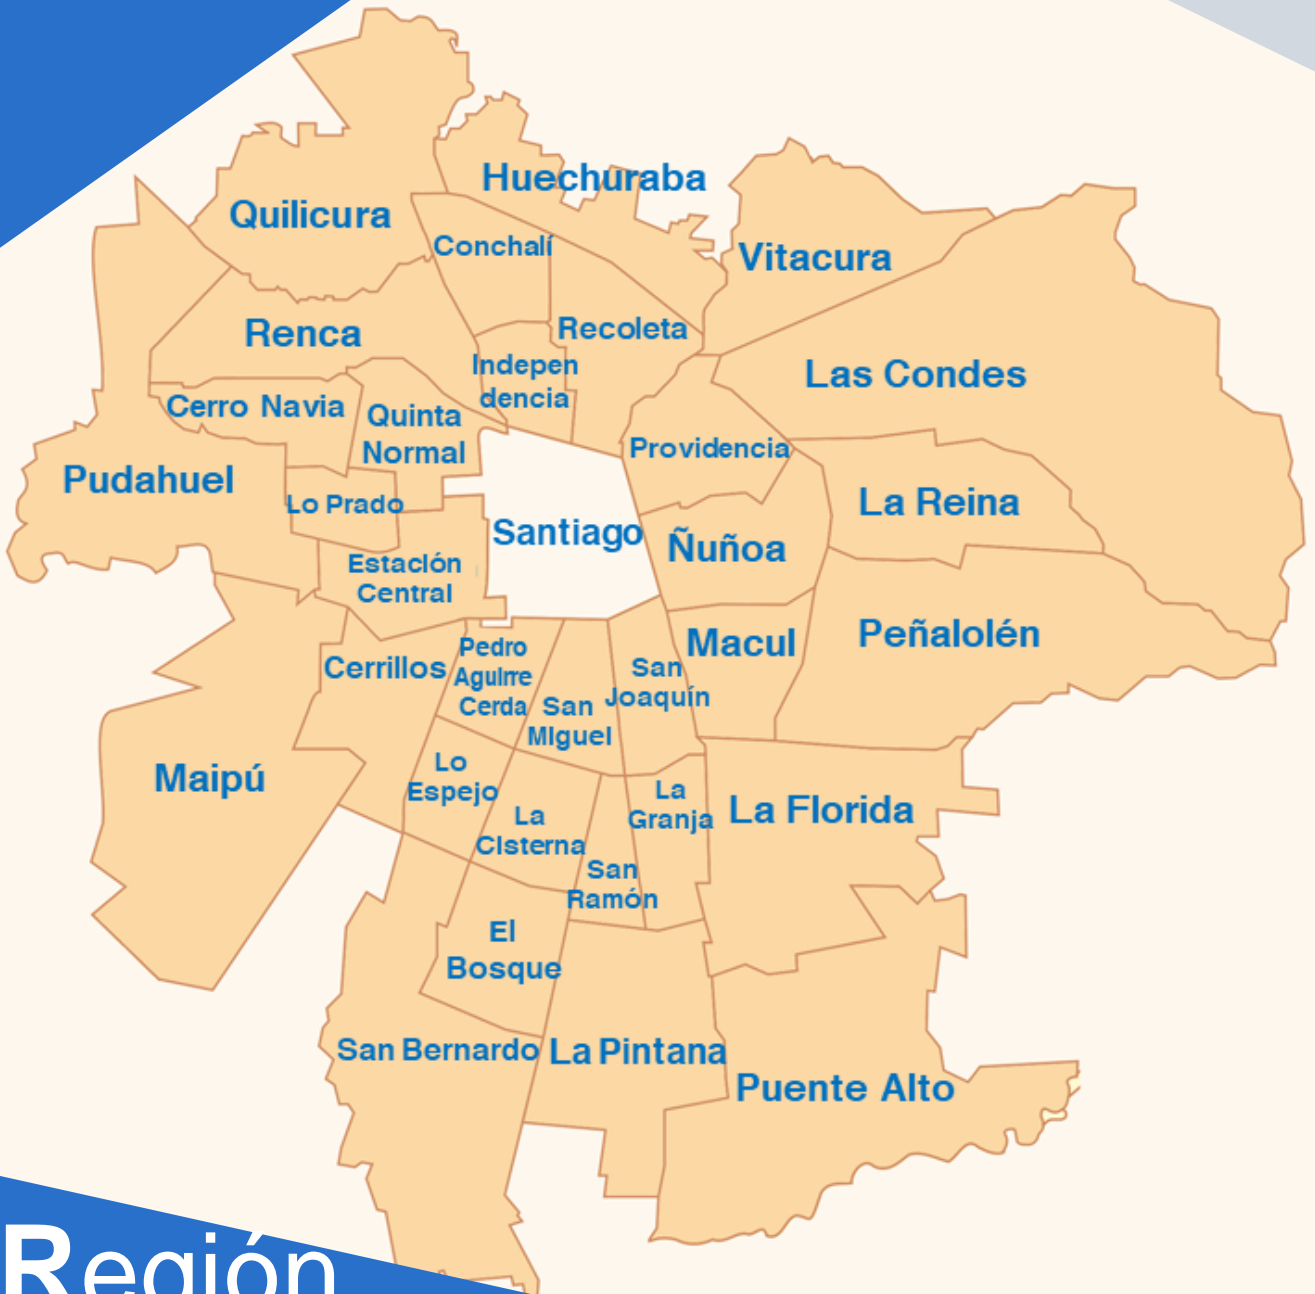 Huechuraba
Quilicura
Conchalí
Vitacura
Renca
Recoleta
Indepen
dencia
Las Condes
Cerro Navia
Quinta
Normal
Providencia
Pudahuel
Lo Prado
La Reina
Santiago
Ñuñoa
Estación
Central
Peñalolén
Macul
Cerrillos
Pedro
Aguirre
Cerda
San
Joaquín
San
Miguel
Maipú
Lo
Espejo
La
Granja
La Florida
La
Cisterna
San
Ramón
El
Bosque
San Bernardo
La Pintana
Puente Alto
Región